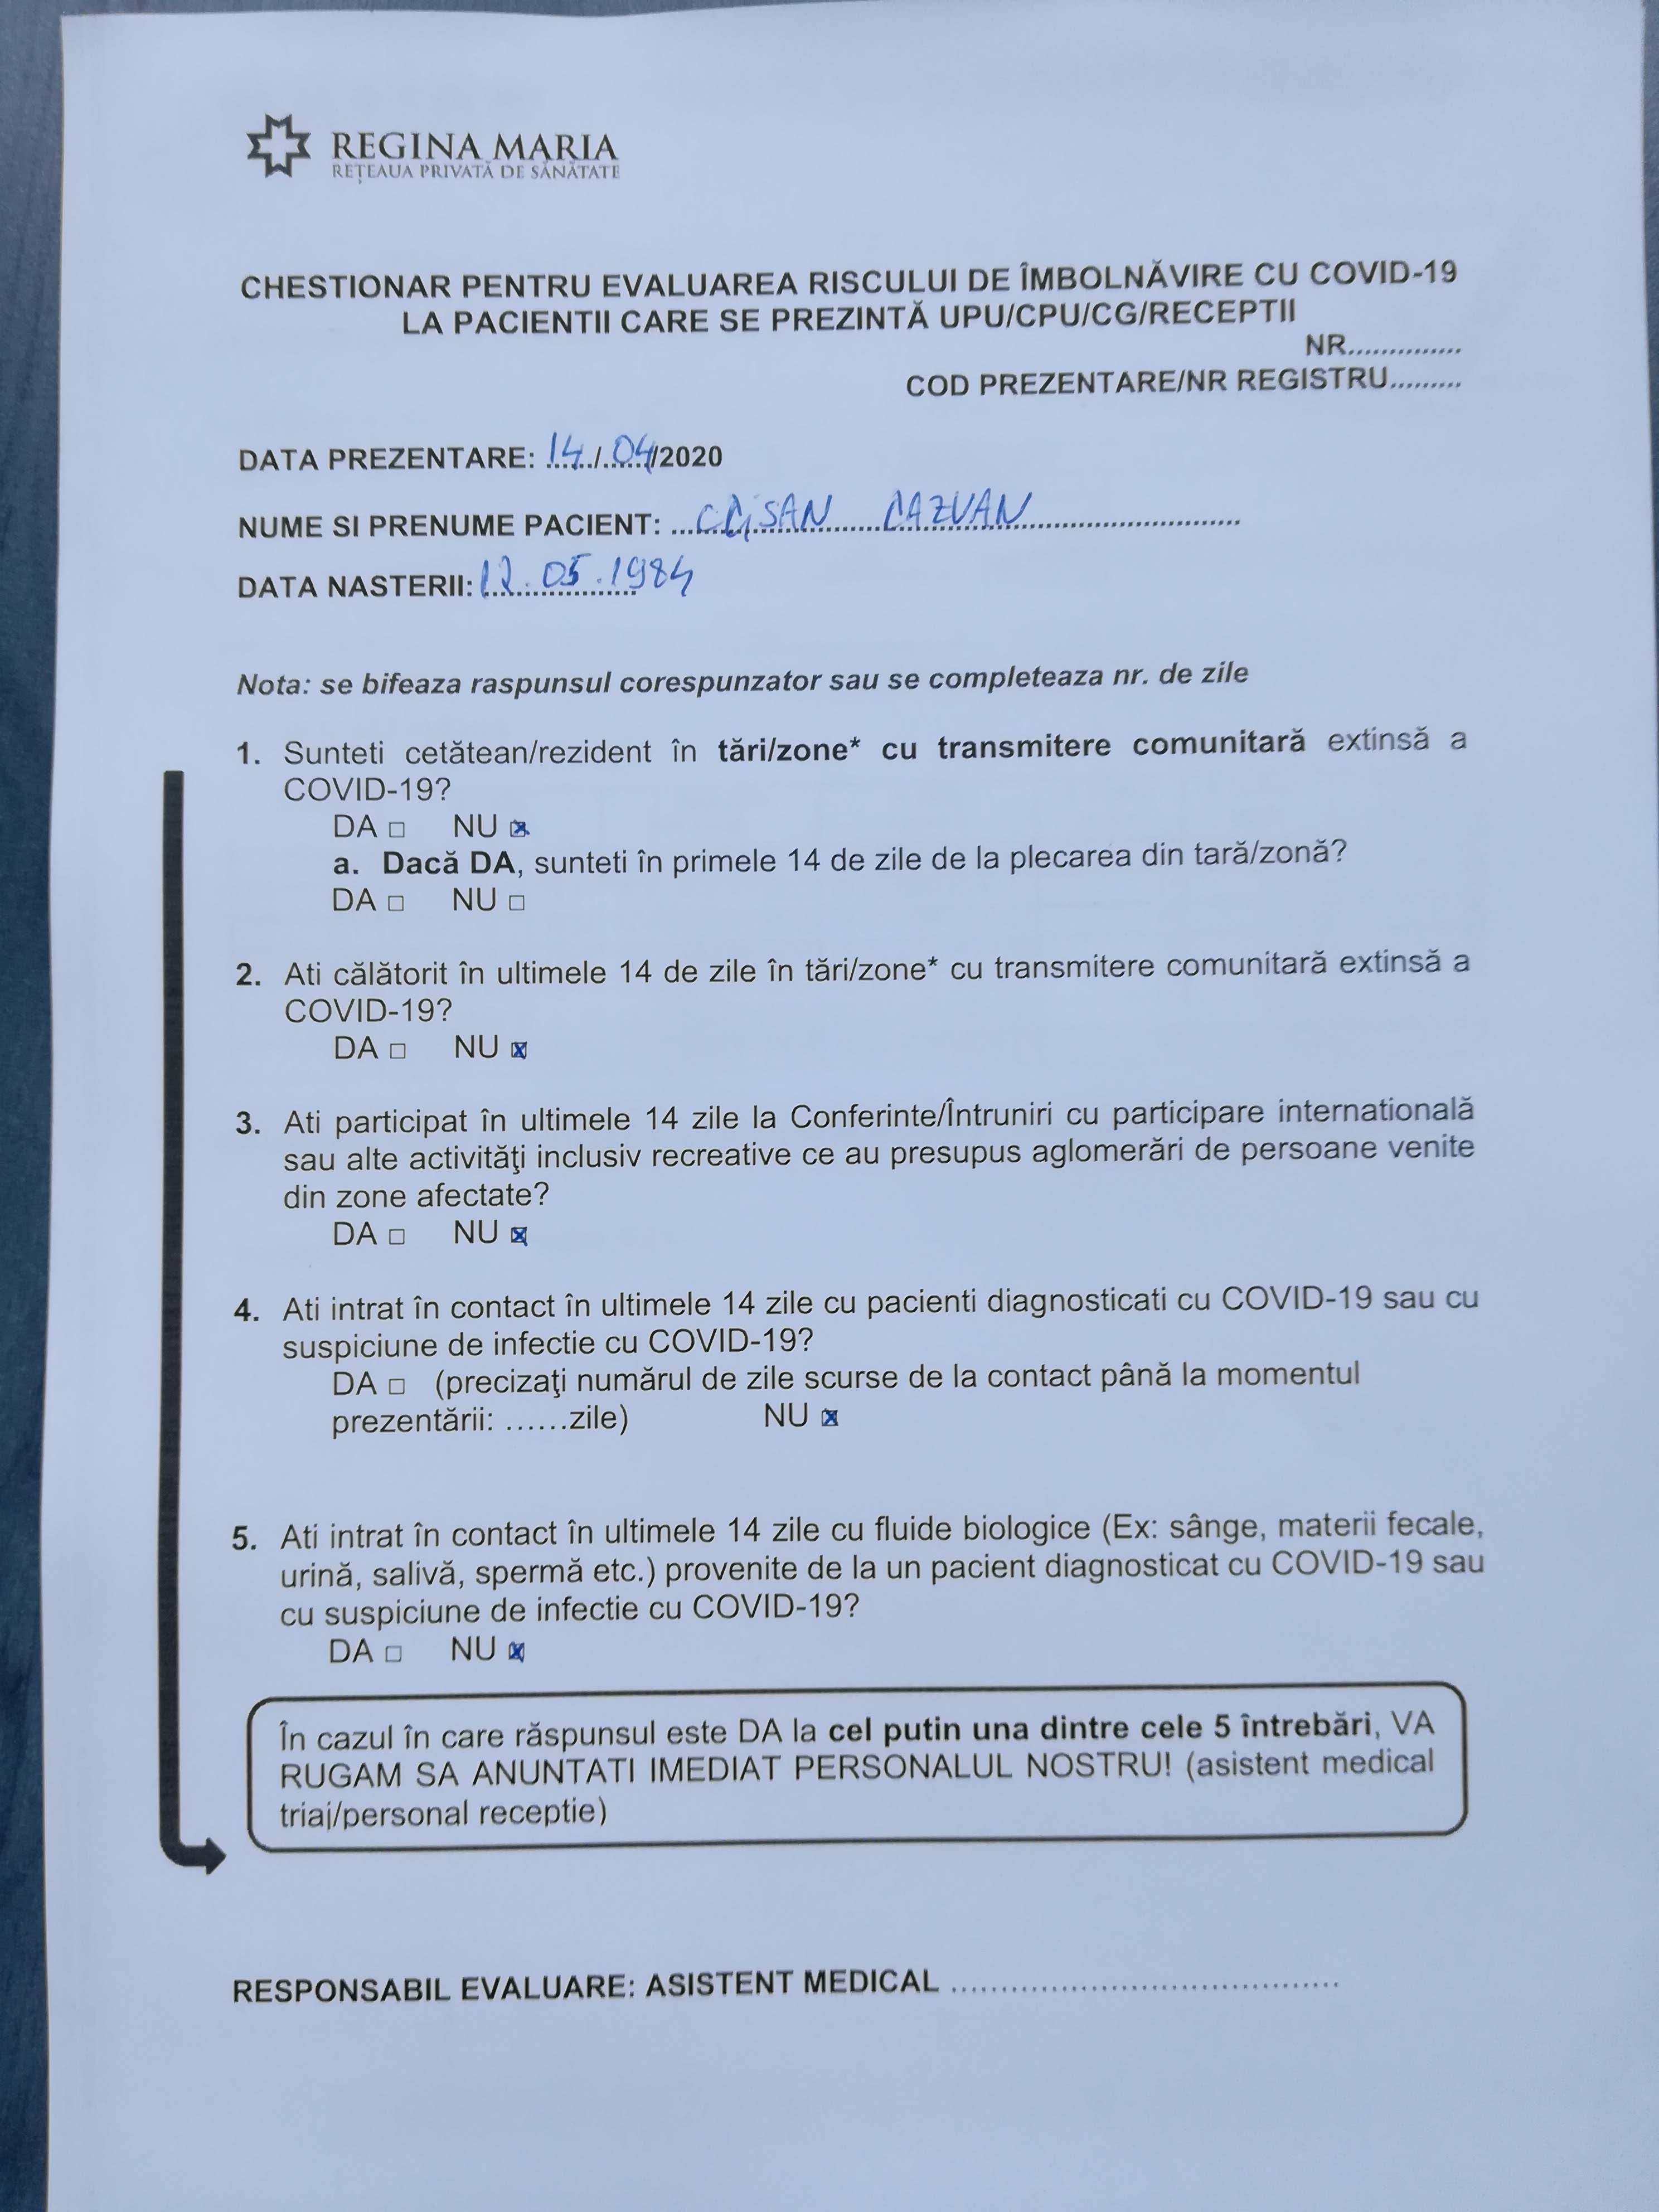 REGINA MARIA
REȚEAUA PRIVATĂ DE SĂNĂTATE
CHESTIONAR PENTRU EVALUAREA RISCULUI DE ÎMBOLNĂVIRE CU COVID-19
LA PACIENTII CARE SE PREZINTĂ UPU/CPU/CG/RECEPTII
NR..............
COD PREZENTARE/NR REGISTRU.........
DATA PREZENTARE: 14/04/2020
NUME SI PRENUME PACIENT: CRISAN RAZVAN
DATA NASTERII: 12.05.1984
Nota: se bifeaza raspunsul corespunzator sau se completeaza nr. de zile
1. Sunteti cetătean/rezident în tări/zone* cu transmitere comunitară extinsă a
COVID-19?
DA □ NU ☒
a. Dacă DA, sunteti în primele 14 de zile de la plecarea din tară/zonă?
DA □ NU □
2. Ati călătorit în ultimele 14 de zile în tări/zone* cu transmitere comunitară extinsă a
COVID-19?
DA □ NU ☒
3. Ati participat în ultimele 14 zile la Conferinte/Întruniri cu participare internatională
sau alte activităţi inclusiv recreative ce au presupus aglomerări de persoane venite
din zone afectate?
DA □ NU ☒
4. Ati intrat în contact în ultimele 14 zile cu pacienti diagnosticati cu COVID-19 sau cu
suspiciune de infectie cu COVID-19?
DA □ (precizaţi numărul de zile scurse de la contact până la momentul
prezentării: ......zile) NU ☒
5. Ati intrat în contact în ultimele 14 zile cu fluide biologice (Ex: sânge, materii fecale,
urină, salivă, spermă etc.) provenite de la un pacient diagnosticat cu COVID-19 sau
cu suspiciune de infectie cu COVID-19?
DA □ NU ☒
În cazul în care răspunsul este DA la cel putin una dintre cele 5 întrebări, VA
RUGAM SA ANUNTATI IMEDIAT PERSONALUL NOSTRU! (asistent medical
triaj/personal receptie)
RESPONSABIL EVALUARE: ASISTENT MEDICAL ......................................